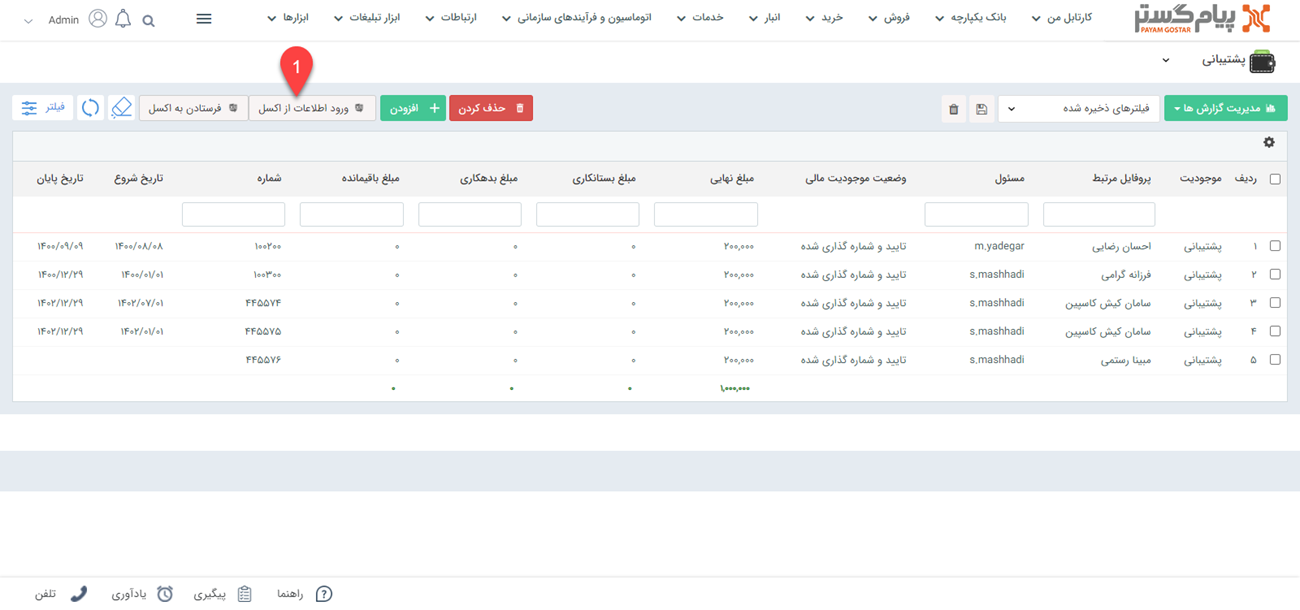 پیام گستر PAYAM GOSTAR کارتابل من بانک یکپارچه فروش خرید انبار خدمات ارتباطات اتوماسیون و فرآیندهای سازمانی ابزار تبلیغات ابزارها Admin
پشتیبانی
1
مدیریت گزارش ها فیلترهای ذخیره شده حذف کردن + افزودن ورود اطلاعات از اکسل فرستادن به اکسل فیلتر
ردیف موجودیت پروفایل مرتبط مسئول وضعیت موجودیت مالی مبلغ نهایی مبلغ بستانکاری مبلغ بدهکاری مبلغ باقیمانده شماره تاریخ شروع تاریخ پایان
۱ پشتیبانی احسان رضایی m.yadegar تایید و شماره گذاری شده ۲۰۰,۰۰۰ ۰ ۰ ۰ ۱۰۰۲۰۰ ۱۴۰۰/۰۸/۰۸ ۱۴۰۰/۰۹/۰۹
۲ پشتیبانی فرزانه گرامی s.mashhadi تایید و شماره گذاری شده ۲۰۰,۰۰۰ ۰ ۰ ۰ ۱۰۰۳۰۰ ۱۴۰۰/۰۱/۰۱ ۱۴۰۰/۱۲/۲۹
۳ پشتیبانی سامان کیش کاسپین s.mashhadi تایید و شماره گذاری شده ۲۰۰,۰۰۰ ۰ ۰ ۰ ۴۴۵۵۷۴ ۱۴۰۲/۰۷/۰۱ ۱۴۰۲/۱۲/۲۹
۴ پشتیبانی سامان کیش کاسپین s.mashhadi تایید و شماره گذاری شده ۲۰۰,۰۰۰ ۰ ۰ ۰ ۴۴۵۵۷۵ ۱۴۰۲/۰۱/۰۱ ۱۴۰۲/۱۲/۲۹
۵ پشتیبانی مبینا رستمی s.mashhadi تایید و شماره گذاری شده ۲۰۰,۰۰۰ ۰ ۰ ۰ ۴۴۵۵۷۶
۱,۰۰۰,۰۰۰ ۰ ۰ ۰
راهنما پیگیری یادآوری تلفن